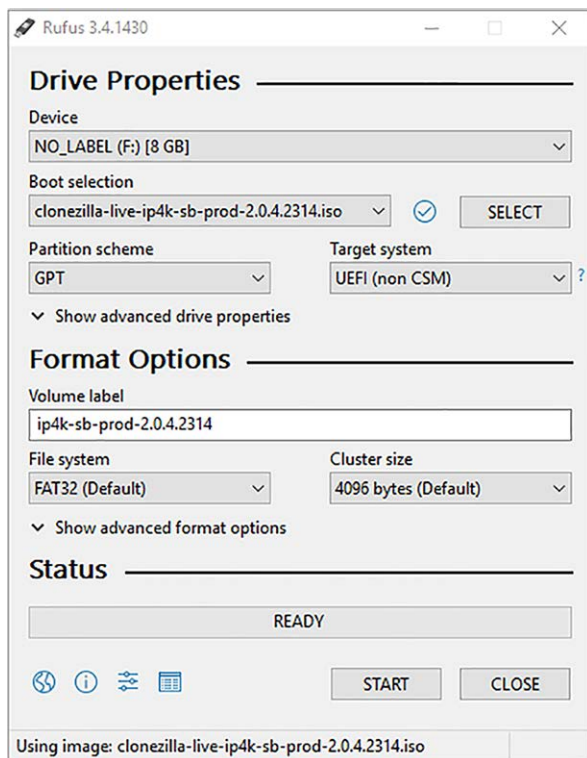 Rufus 3.4.1430
Drive Properties
Device
NO_LABEL (F:) [8 GB]
Boot selection
clonezilla-live-ip4k-sb-prod-2.0.4.2314.iso
SELECT
Partition scheme
Target system
GPT
UEFI (non CSM)
?
Show advanced drive properties
Format Options
Volume label
ip4k-sb-prod-2.0.4.2314
File system
Cluster size
FAT32 (Default)
4096 bytes (Default)
Show advanced format options
Status
READY
START
CLOSE
Using image: clonezilla-live-ip4k-sb-prod-2.0.4.2314.iso